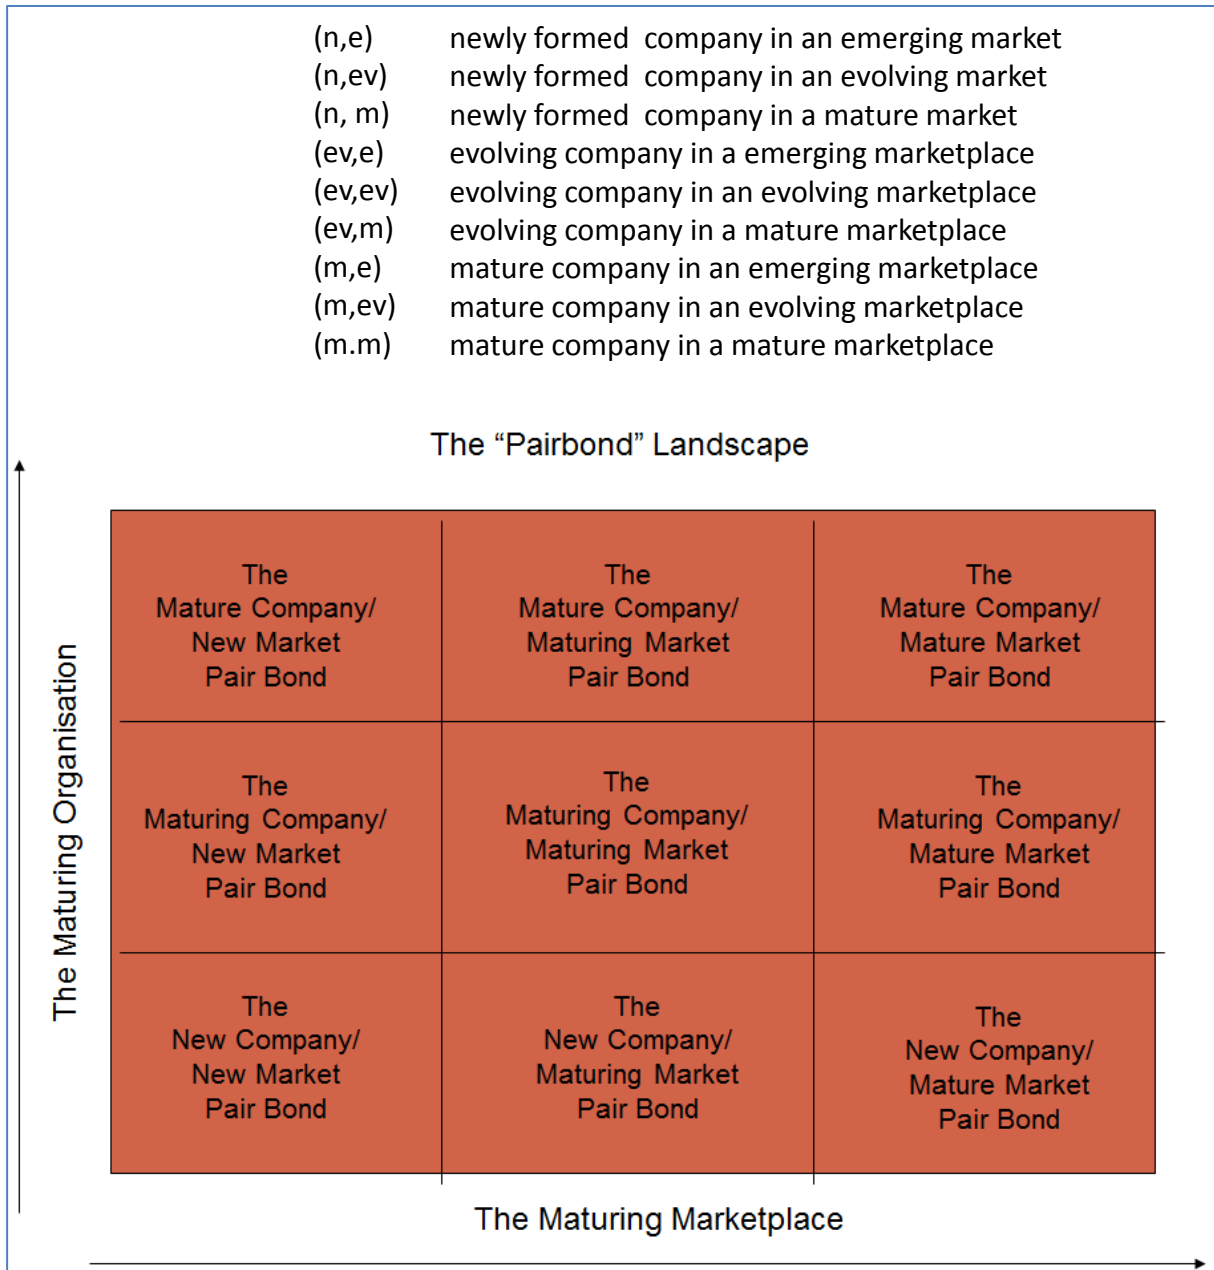 (n,e) newly formed company in an emerging market
(n,ev) newly formed company in an evolving market
(n, m) newly formed company in a mature market
(ev,e) evolving company in a emerging marketplace
(ev,ev) evolving company in an evolving marketplace
(ev,m) evolving company in a mature marketplace
(m,e) mature company in an emerging marketplace
(m,ev) mature company in an evolving marketplace
(m.m) mature company in a mature marketplace
The “Pairbond” Landscape
The Maturing Organisation
The
Mature Company/
New Market
Pair Bond
The
Mature Company/
Maturing Market
Pair Bond
The
Mature Company/
Mature Market
Pair Bond
The
Maturing Company/
New Market
Pair Bond
The
Maturing Company/
Maturing Market
Pair Bond
The
Maturing Company/
Mature Market
Pair Bond
The
New Company/
New Market
Pair Bond
The
New Company/
Maturing Market
Pair Bond
The
New Company/
Mature Market
Pair Bond
The Maturing Marketplace